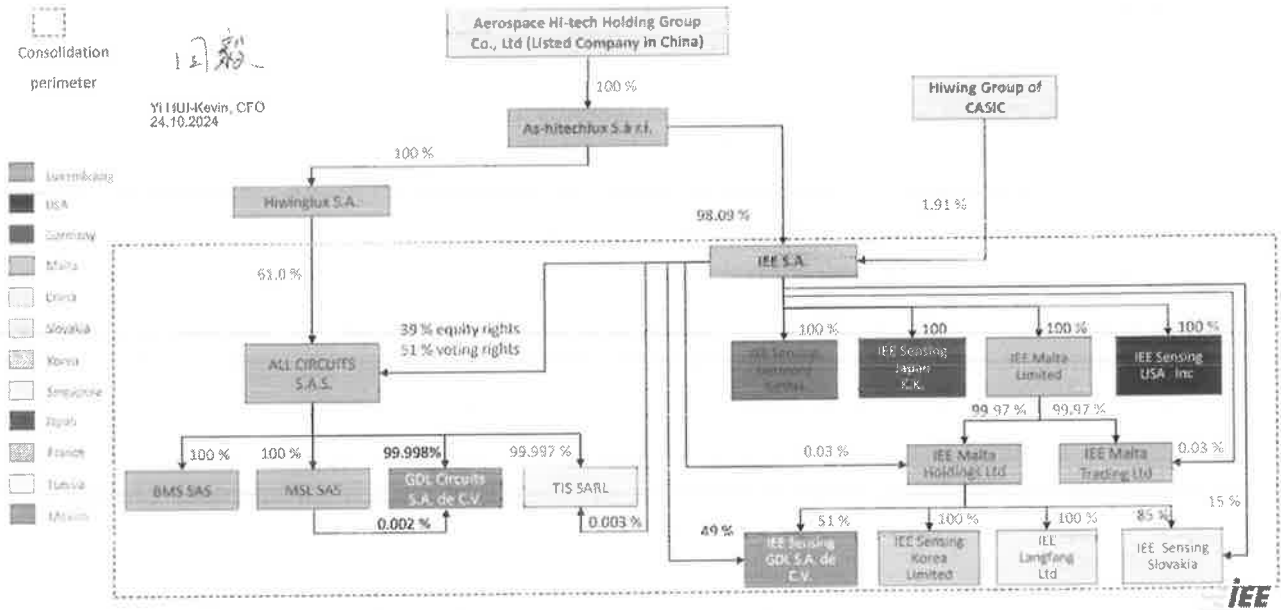 Consolidation
perimeter
Yi HUI-Kevin, CFO
24.10.2024
Aerospace Hi-tech Holding Group
Co., Ltd (Listed Company in China)
100 %
Hiwing Group of
CASIC
As-hitechlux S.à r.l.
100 %
Hiwinglux S.A.
98.09 %
1.91 %
Luxembourg
USA
Germany
Malta
China
Slovakia
Korea
Singapore
Japan
France
Tunisia
Mexico
IEE S.A.
61.0 %
39 % equity rights
51 % voting rights
ALL CIRCUITS
S.A.S.
100 %
100
100 %
100 %
IEE Sensing
Germany
IEE Sensing
Japan
K.K.
IEE Malta
Limited
IEE Sensing
USA Inc
99.97 %
99.97 %
100 %
100 %
99.998%
99.997 %
0.03 %
IEE Malta
Holdings Ltd
IEE Malta
Trading Ltd
0.03 %
BMS SAS
MSL SAS
GDL Circuits
S.A. de C.V.
TIS SARL
0.002 %
0.003 %
49 %
51 %
100 %
100 %
85 %
15 %
IEE Sensing
GDL S.A. de
C.V.
IEE Sensing
Korea
Limited
IEE
Langfang
Ltd
IEE Sensing
Slovakia
iee